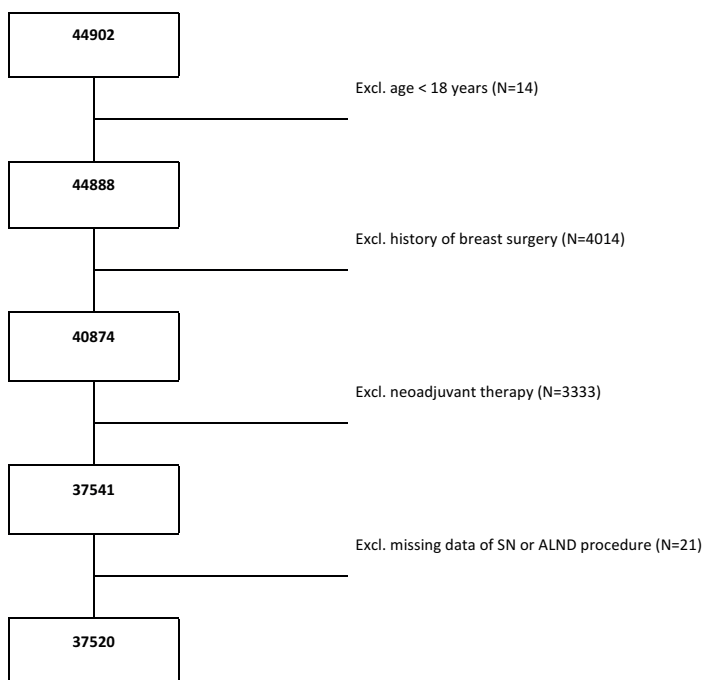 44902
Excl. age < 18 years (N=14)
44888
Excl. history of breast surgery (N=4014)
40874
Excl. neoadjuvant therapy (N=3333)
37541
Excl. missing data of SN or ALND procedure (N=21)
37520